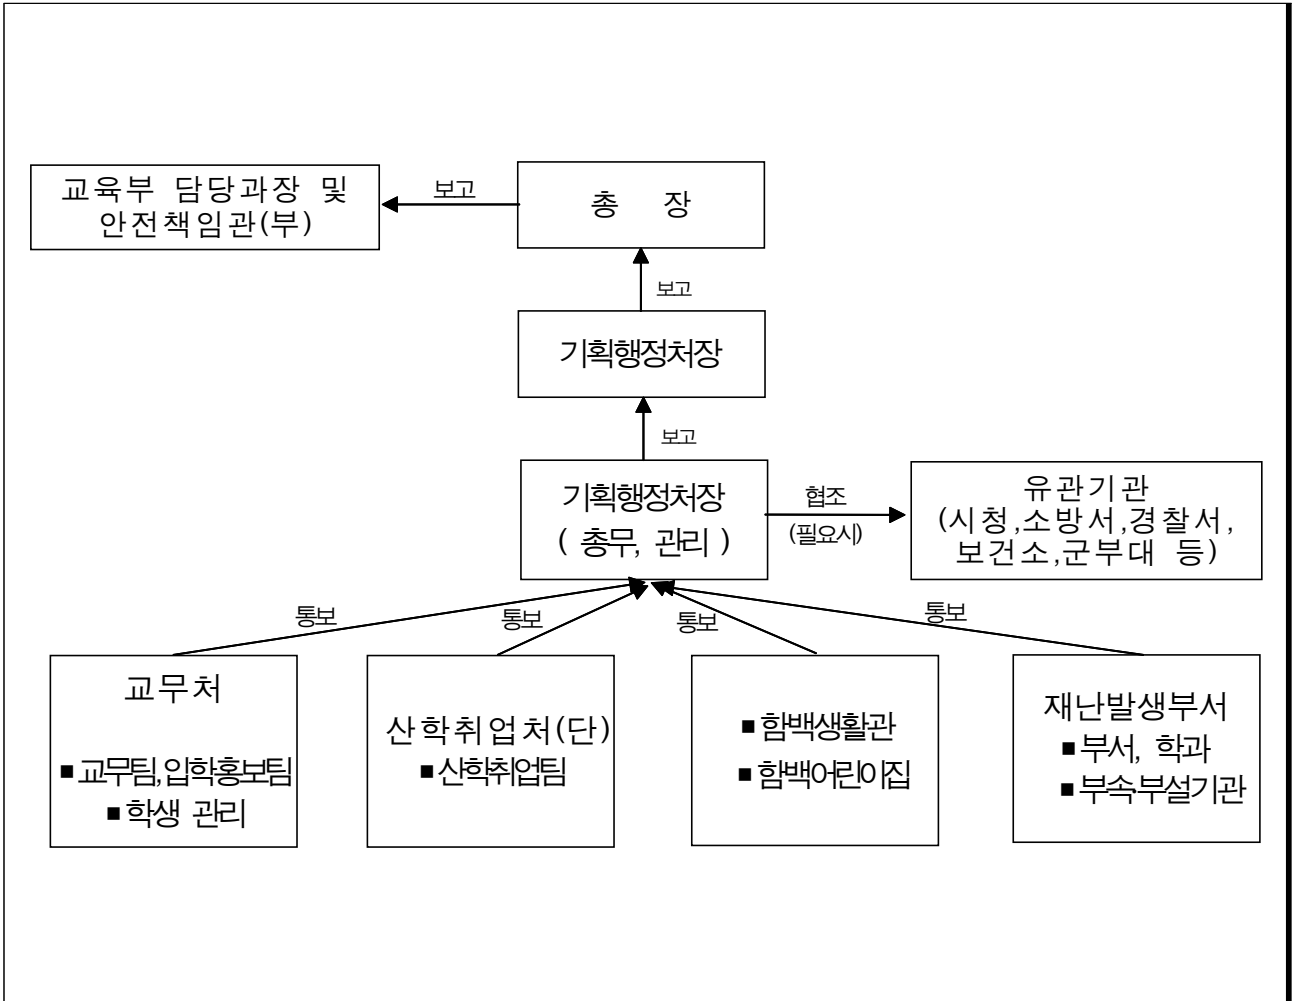 교육부 담당과장 및
안전책임관(부)
보고
총 장
보고
기획행정처장
보고
기획행정처장
( 총무, 관리 )
협조
(필요시)
유관기관
(시청,소방서,경찰서,
보건소,군부대 등)
통보
통보
통보
통보
교무처
■ 교무팀,입학홍보팀
■ 학생 관리
산학취업처(단)
■ 산학취업팀
■ 함백생활관
■ 함백어린이집
재난발생부서
■ 부서, 학과
■ 부속·부설기관